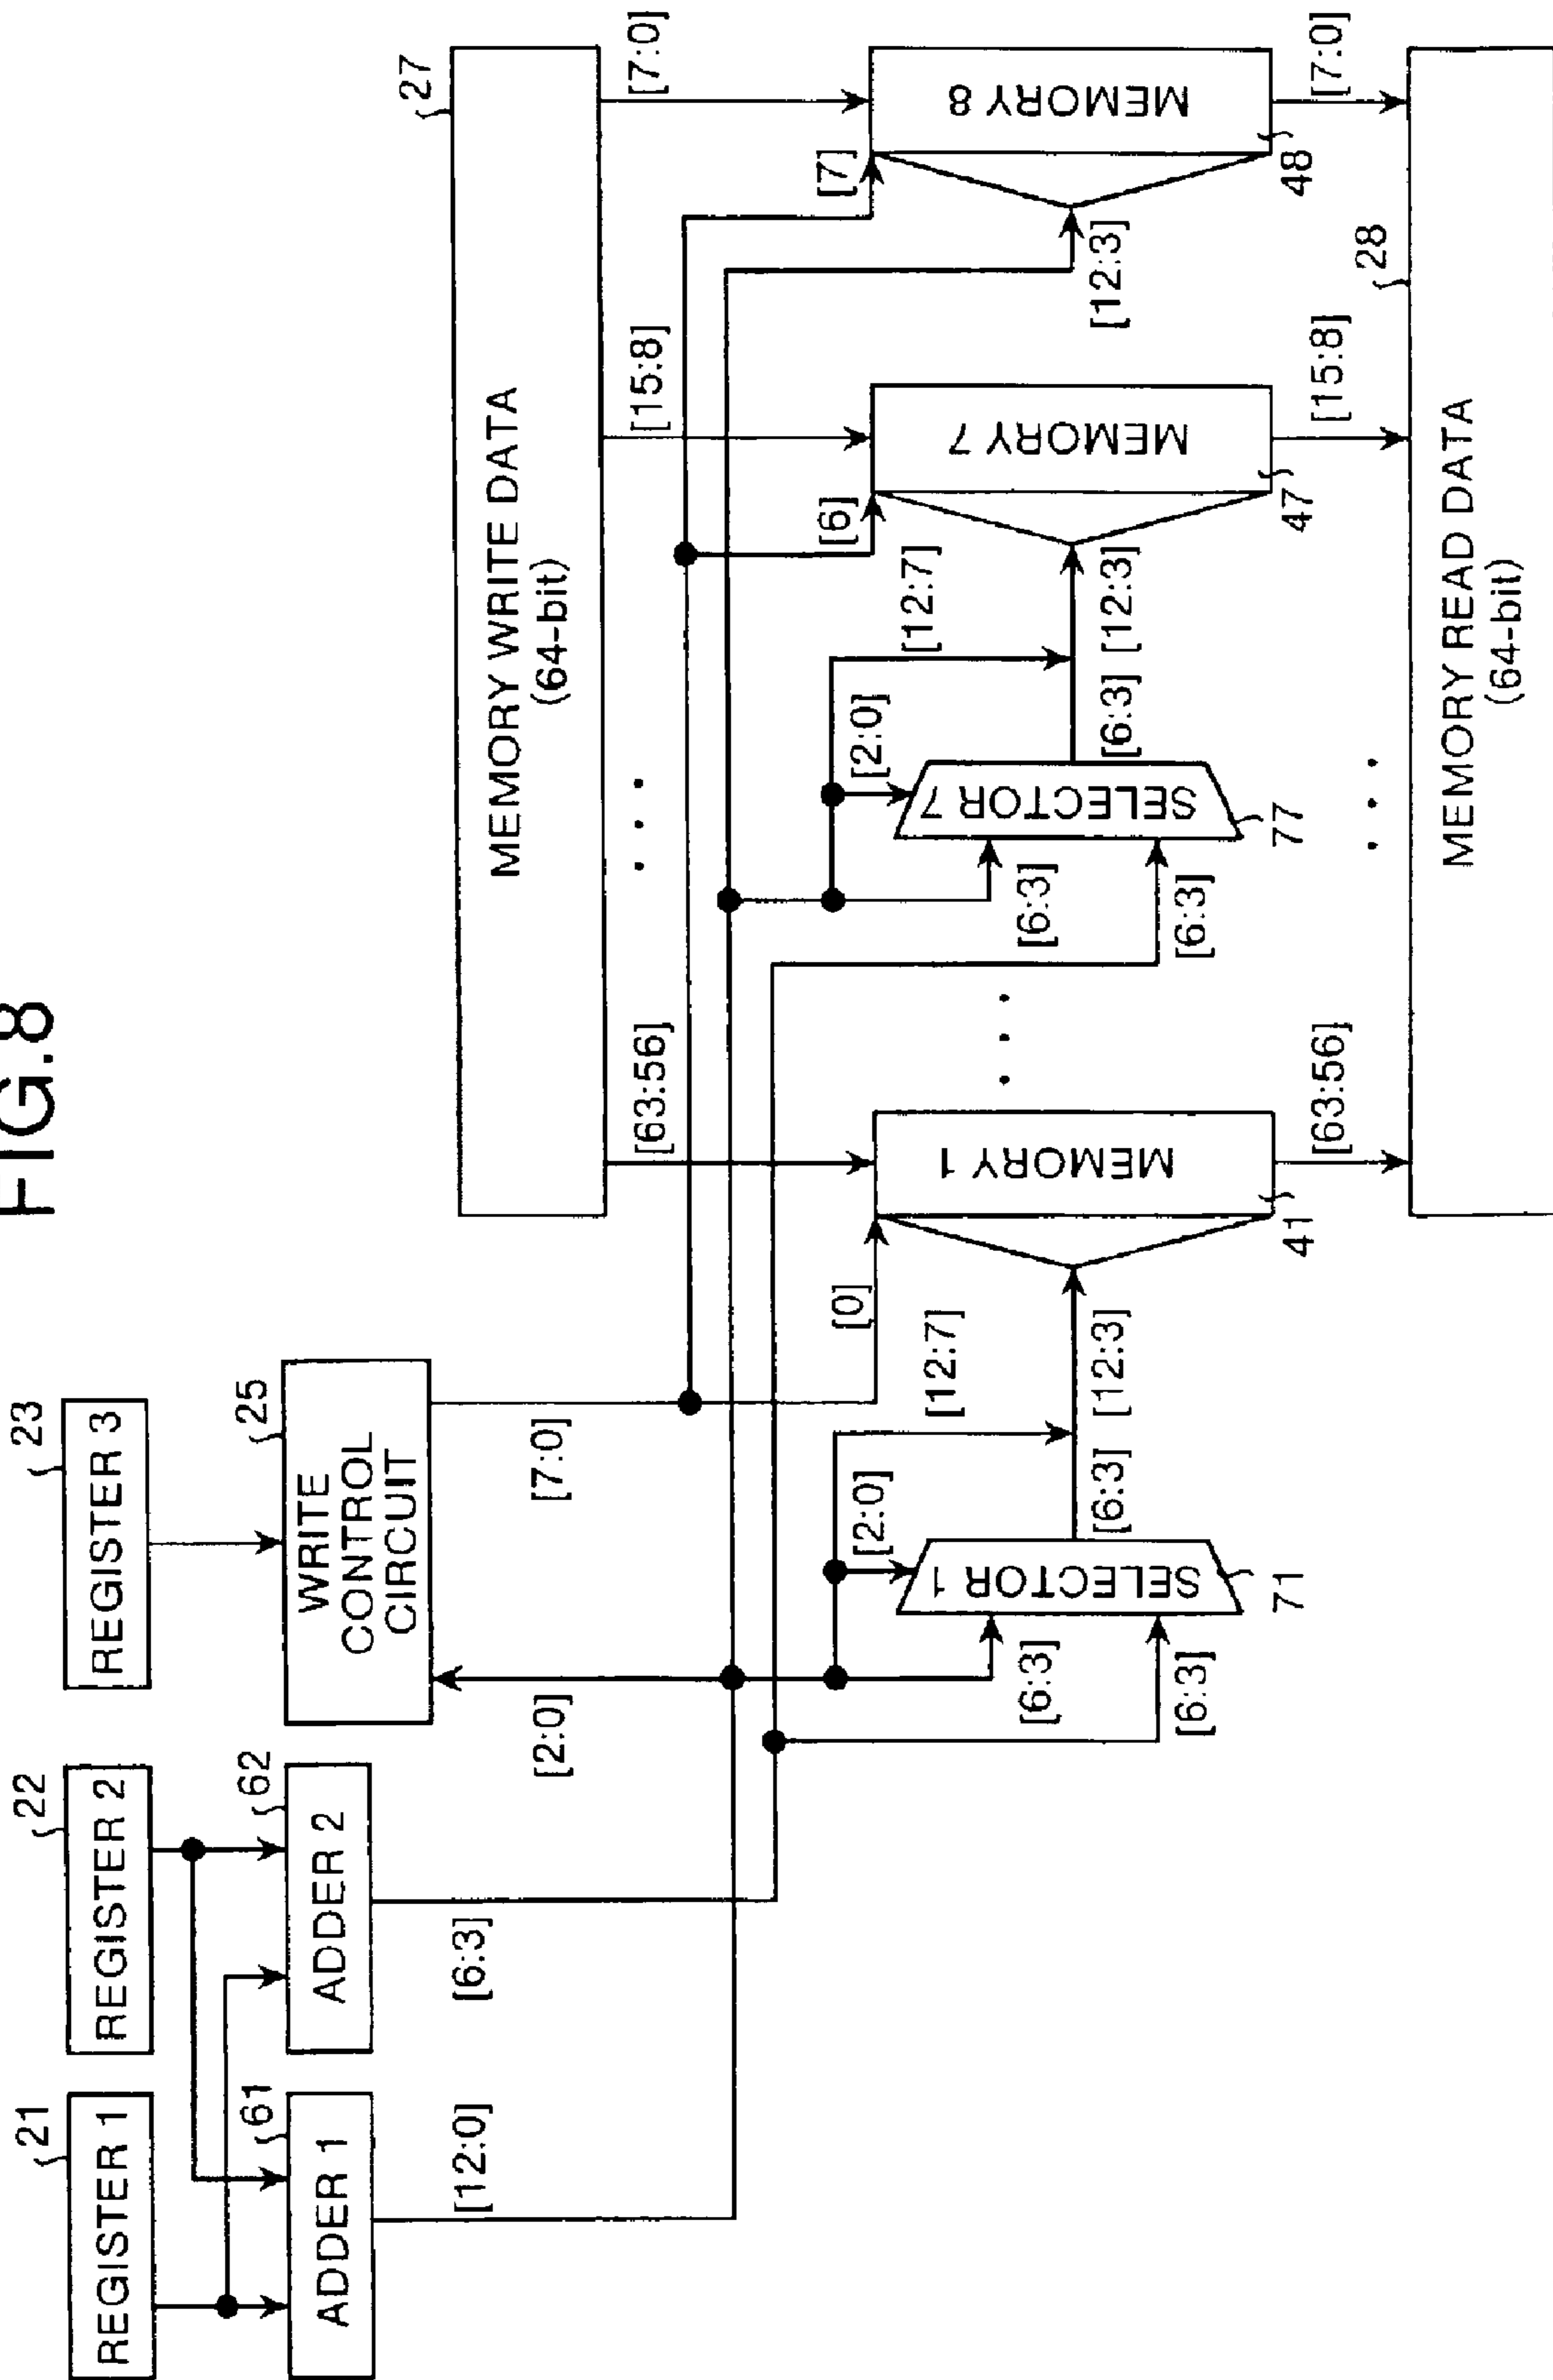 FIG.8
21
22
23
REGISTER 1
REGISTER 2
REGISTER 3
61
62
25
ADDER 1
ADDER 2
WRITE
CONTROL
CIRCUIT
[12:0]
[6:3]
[2:0]
[7:0]
27
MEMORY WRITE DATA
(64-bit)
[63:56]
. . .
[15:8]
[7:0]
[0]
[6]
[7]
[2:0]
[12:7]
[2:0]
[12:7]
SELECTOR 1
MEMORY 1
SELECTOR 7
MEMORY 7
MEMORY 8
[6:3]
[6:3]
[6:3]
[12:3]
. . .
[6:3]
[6:3]
[6:3]
[12:3]
[12:3]
71
41
77
47
48
[63:56]
. . .
[15:8]
28
[7:0]
MEMORY READ DATA
(64-bit)